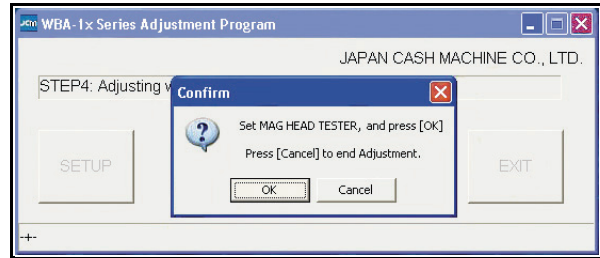 JCM WBA-1x Series Adjustment Program
JAPAN CASH MACHINE CO., LTD.
STEP4: Adjusting
Confirm
Set MAG HEAD TESTER, and press [OK]
Press [Cancel] to end Adjustment.
SETUP
OK
Cancel
EXIT
-+-